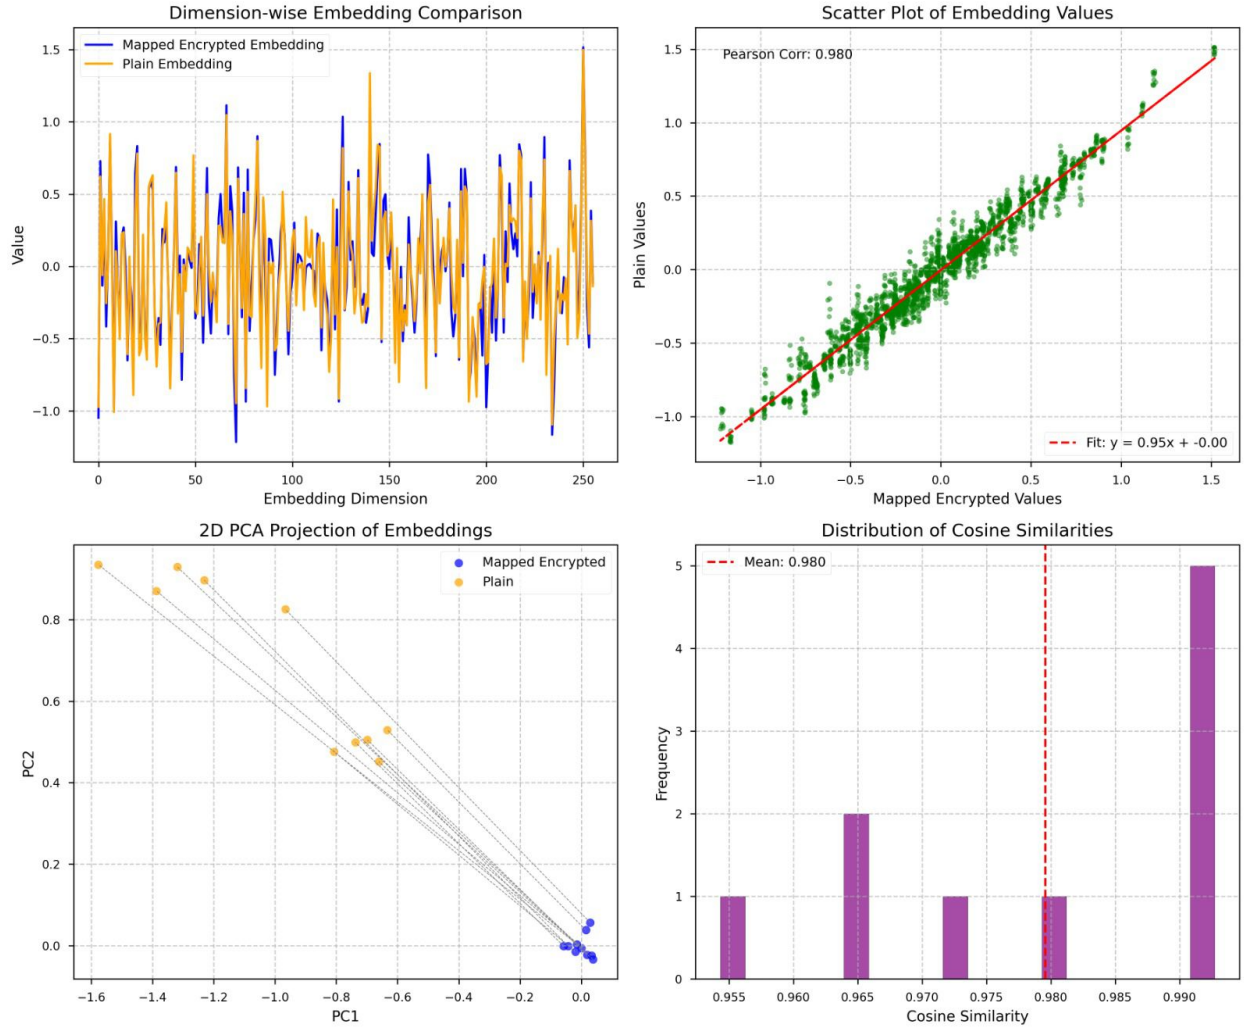 Dimension-wise Embedding Comparison
Mapped Encrypted Embedding
Plain Embedding
1.5
1.0
0.5
0.0
−0.5
−1.0
Value
0
50
100
150
200
250
Embedding Dimension
Scatter Plot of Embedding Values
Pearson Corr: 0.980
1.5
1.0
0.5
0.0
−0.5
−1.0
Plain Values
Fit: y = 0.95x + -0.00
−1.0
−0.5
0.0
0.5
1.0
1.5
Mapped Encrypted Values
2D PCA Projection of Embeddings
Mapped Encrypted
Plain
0.8
0.6
0.4
0.2
0.0
PC2
−1.6
−1.4
−1.2
−1.0
−0.8
−0.6
−0.4
−0.2
0.0
PC1
Distribution of Cosine Similarities
Mean: 0.980
5
4
3
2
1
0
Frequency
0.955
0.960
0.965
0.970
0.975
0.980
0.985
0.990
Cosine Similarity